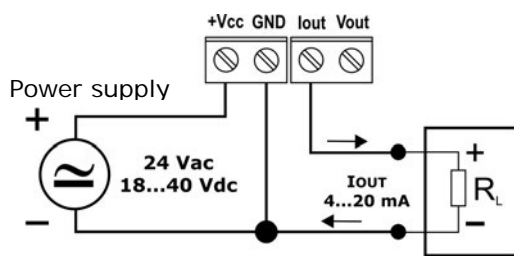 +Vcc GND Iout Vout
Power supply
+
24 Vac
18...40 Vdc
−
IOUT
4...20 mA
+
RL
−